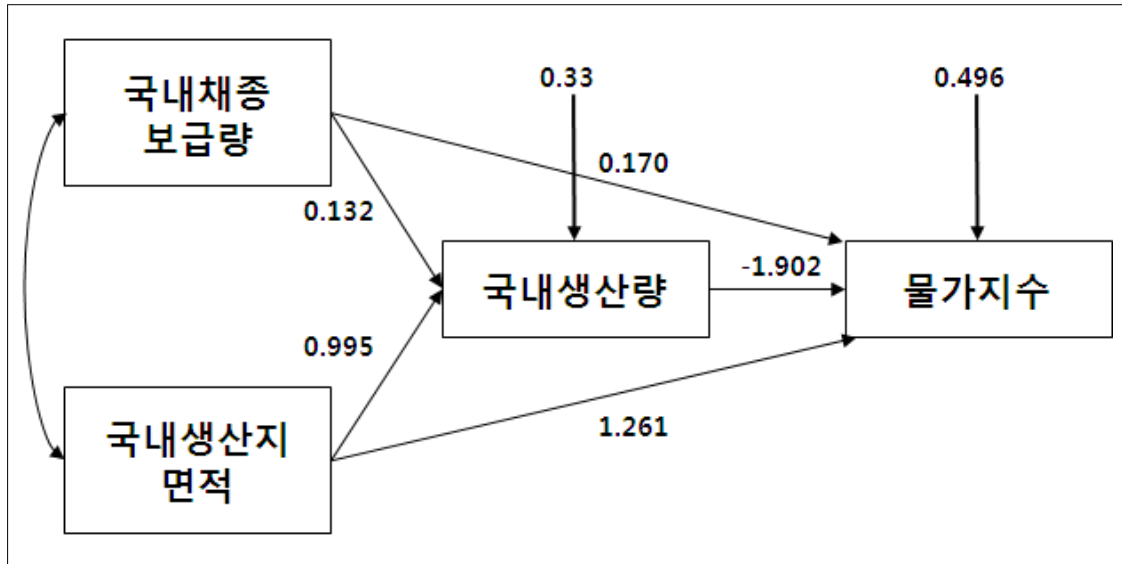 국내채종
보급량
0.33
0.496
0.170
0.132
국내생산량
-1.902
물가지수
0.995
국내생산지
면적
1.261